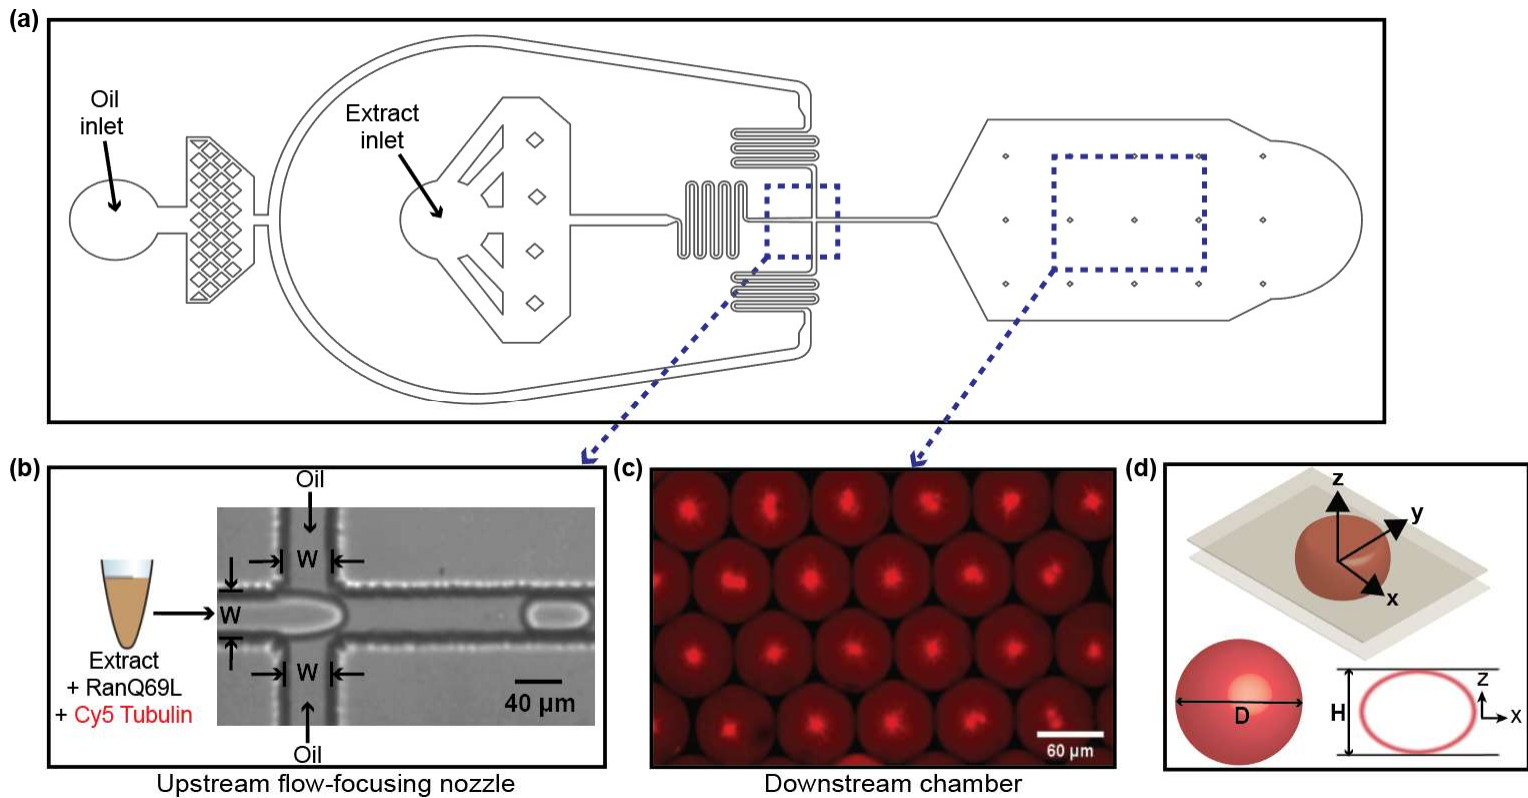 (a)
Oil
inlet
Extract
inlet
(b)
Oil
W
W
W
Extract
+ RanQ69L
+ Cy5 Tubulin
40 µm
Oil
Upstream flow-focusing nozzle
(c)
60 µm
Downstream chamber
(d)
z
y
x
D
H
z
x